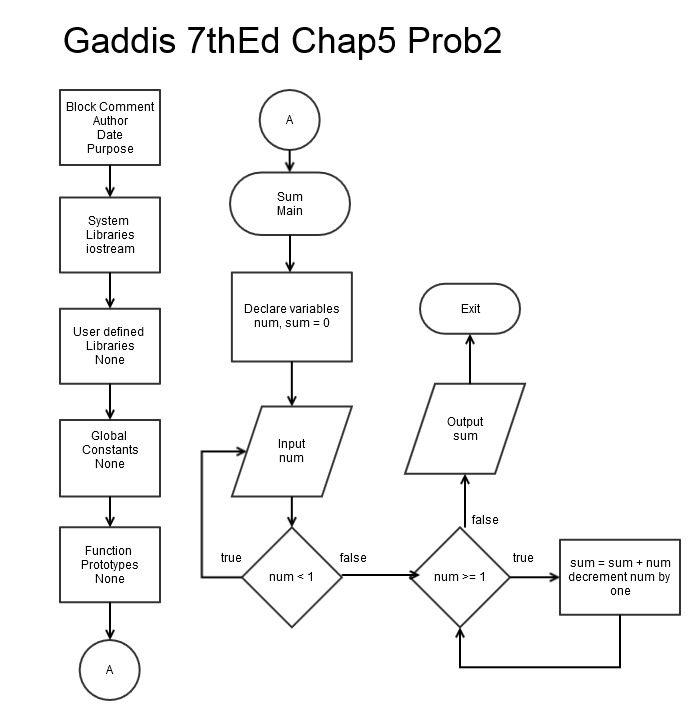 Gaddis 7thEd Chap5 Prob2
Block Comment
Author
Date
Purpose
System
Libraries
iostream
User defined
Libraries
None
Global
Constants
None
Function
Prototypes
None
A
A
Sum
Main
Declare variables
num, sum = 0
Input
num
num < 1
true
false
num >= 1
true
sum = sum + num
decrement num by
one
false
Output
sum
Exit